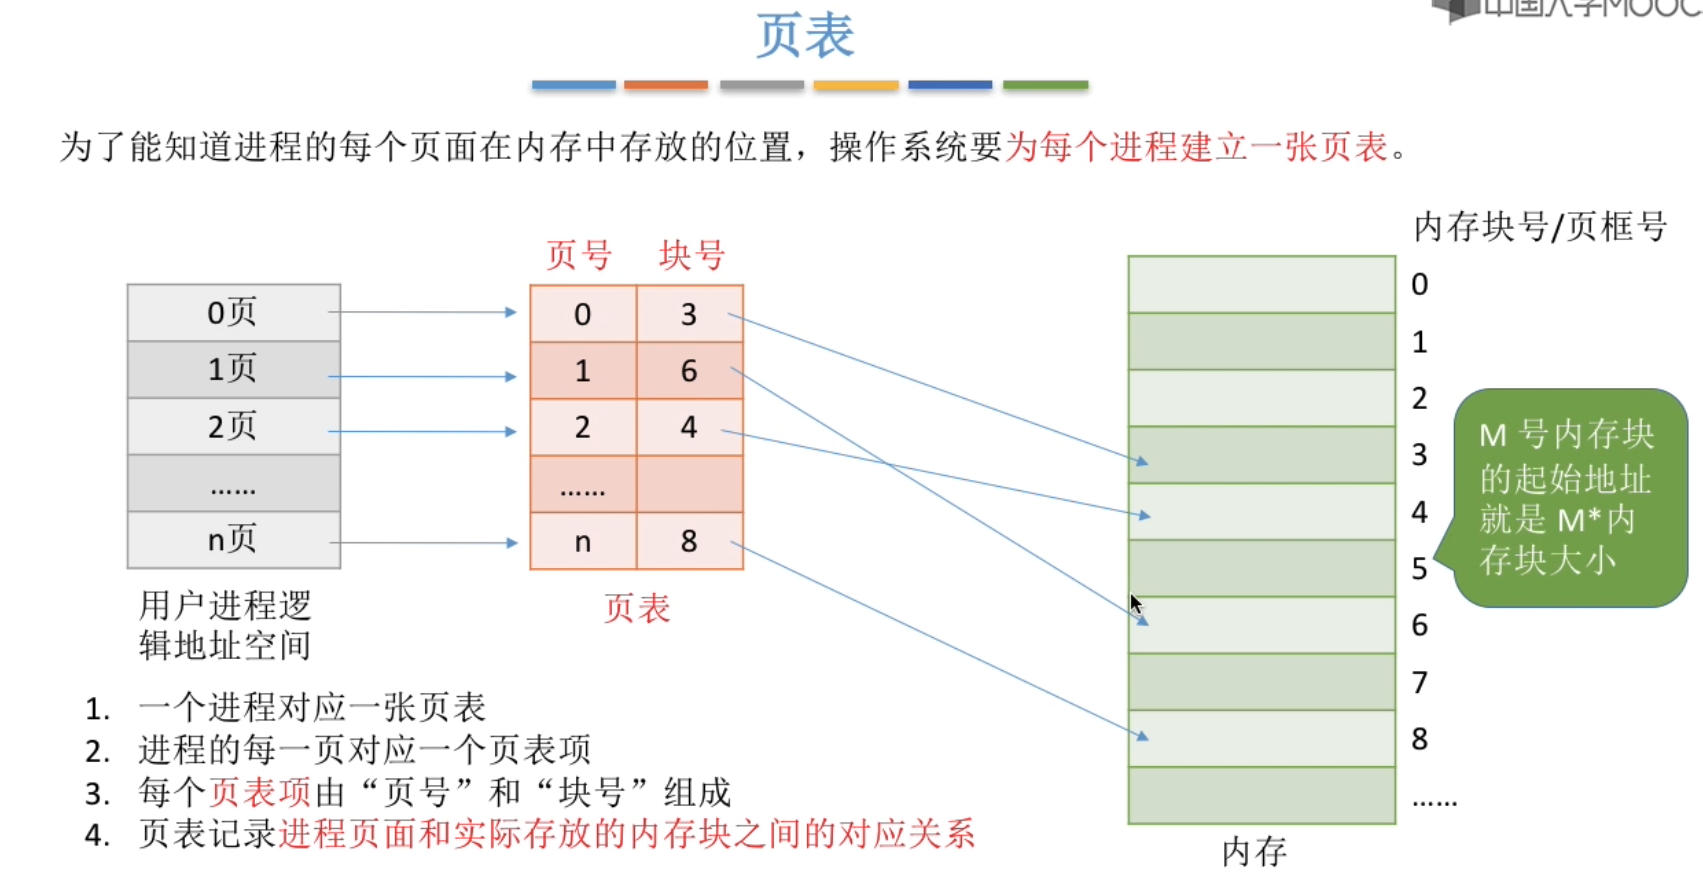 中国大学MOOC
页表
为了能知道进程的每个页面在内存中存放的位置，操作系统要为每个进程建立一张页表。
内存块号/页框号
页号 块号
0页
1页
2页
……
n页
0 3
1 6
2 4
……
n 8
0
1
2
3
4
5
6
7
8
……
M 号内存块
的起始地址
就是 M*内
存块大小
用户进程逻
辑地址空间
页表
内存
1. 一个进程对应一张页表
2. 进程的每一页对应一个页表项
3. 每个页表项由“页号”和“块号”组成
4. 页表记录进程页面和实际存放的内存块之间的对应关系